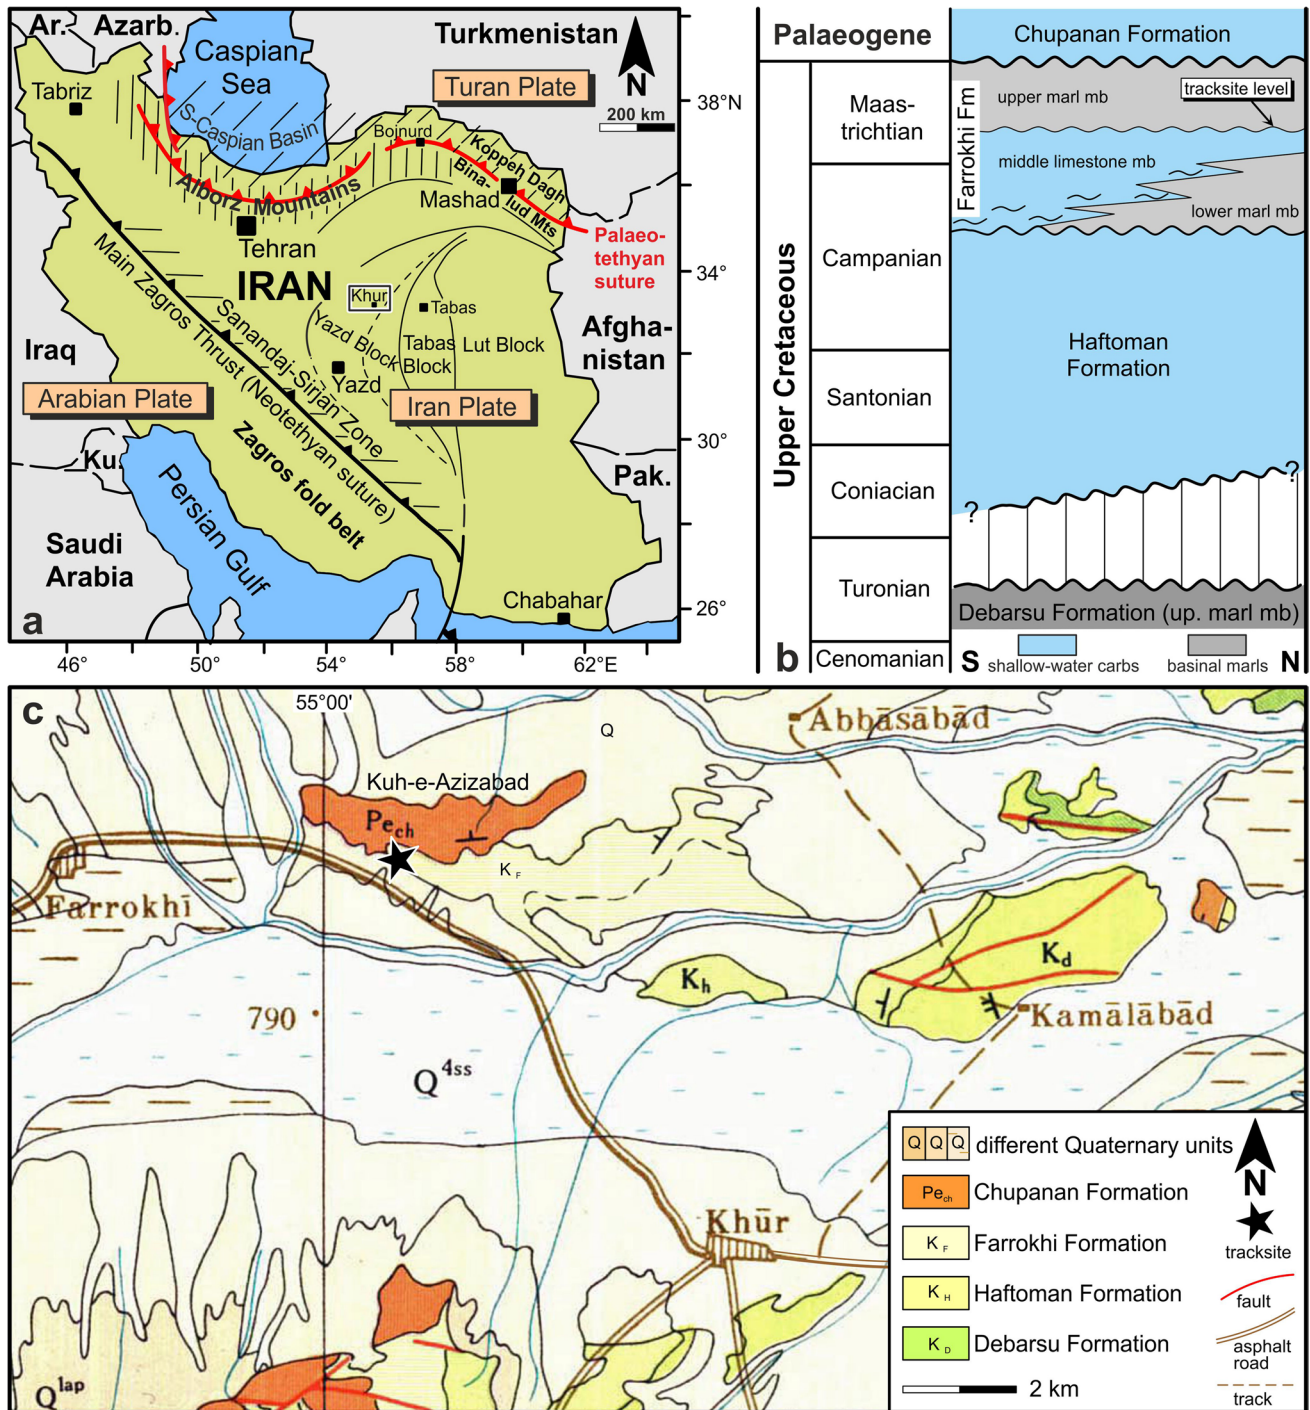 Ar.
Azarb.
Caspian
Sea
Turkmenistan
Turan Plate
N
200 km
Tabriz
S-Caspian Basin
Bojnurd
Koppeh Dagh
Bina-
lud Mts
Alborz Mountains
Mashad
Tehran
Palaeo-
tethyan
suture
IRAN
Khur
Tabas
Main Zagros Thrust (Neotethyan suture)
Sanandaj-Sirjan Zone
Yazd Block
Tabas
Block
Lut Block
Afgha-
nistan
Iraq
Yazd
Arabian Plate
Iran Plate
Zagros fold belt
Ku.
Pak.
Persian Gulf
Saudi
Arabia
Chabahar
a
38°N
34°
30°
26°
46°
50°
54°
58°
62°E
Palaeogene
Chupanan Formation
Upper Cretaceous
Maas-
trichtian
Campanian
Santonian
Coniacian
Turonian
Cenomanian
Farrokhi Fm
upper marl mb
tracksite level
middle limestone mb
lower marl mb
Haftoman
Formation
?
?
Debarsu Formation (up. marl mb)
b
S
shallow-water carbs
basinal marls
N
c
55°00'
Q
Abbāsābād
Kuh-e-Azizabad
Pe ch
K F
Farrokhī
K h
K d
790
Kamālābād
Q 4ss
Khūr
Q 1ap
Q Q Q different Quaternary units
Pe ch Chupanan Formation
K F Farrokhi Formation
K H Haftoman Formation
K D Debarsu Formation
2 km
N
tracksite
fault
asphalt
road
track